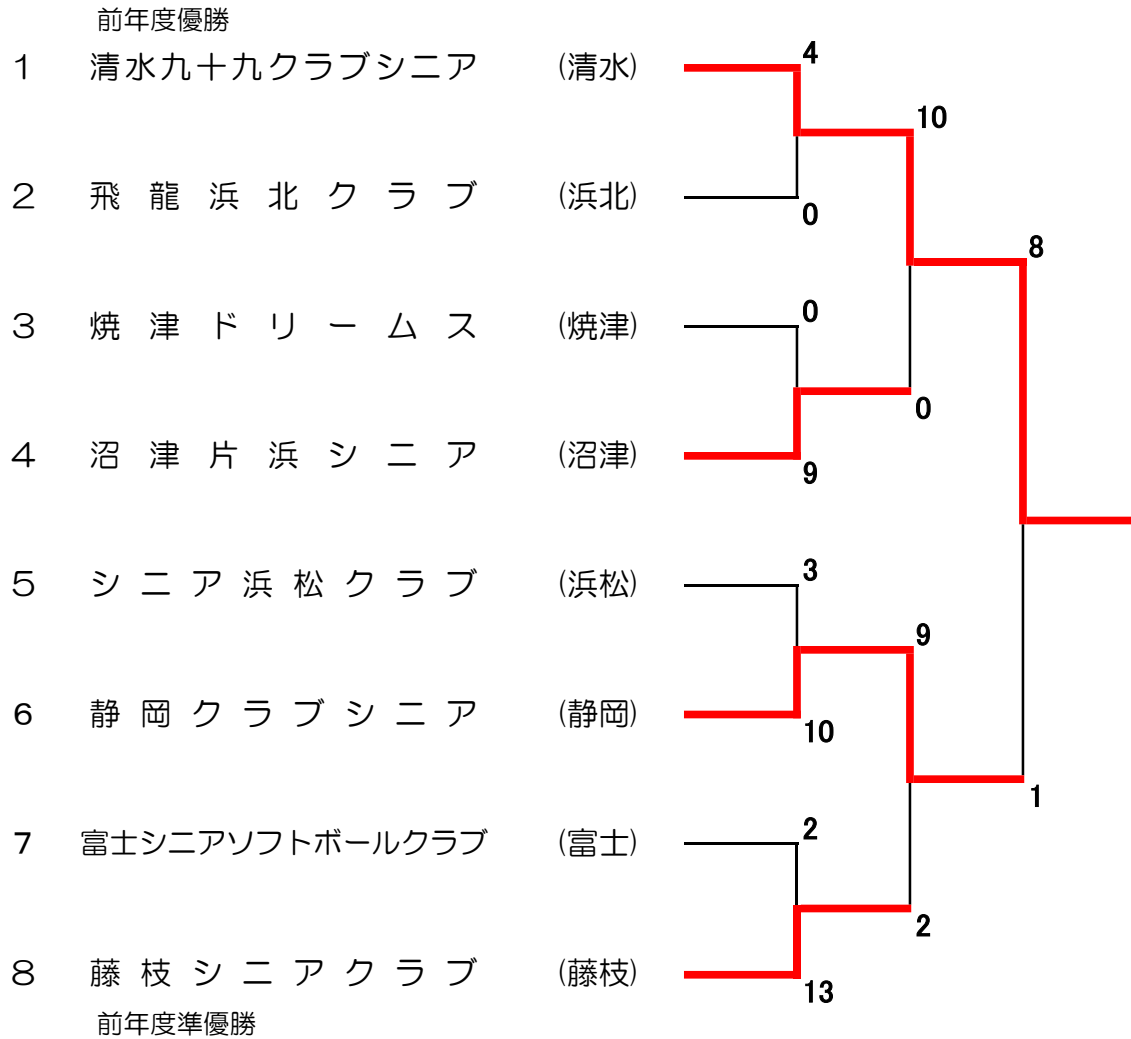 前年度優勝
1 清水九十九クラブシニア (清水)
4
10
2 飛龍浜北クラブ (浜北)
0
8
3 焼津ドリームス (焼津)
0
0
4 沼津片浜シニア (沼津)
9
5 シニア浜松クラブ (浜松)
3
9
6 静岡クラブシニア (静岡)
10
1
7 富士シニアソフトボールクラブ (富士)
2
2
8 藤枝シニアクラブ (藤枝)
13
前年度準優勝